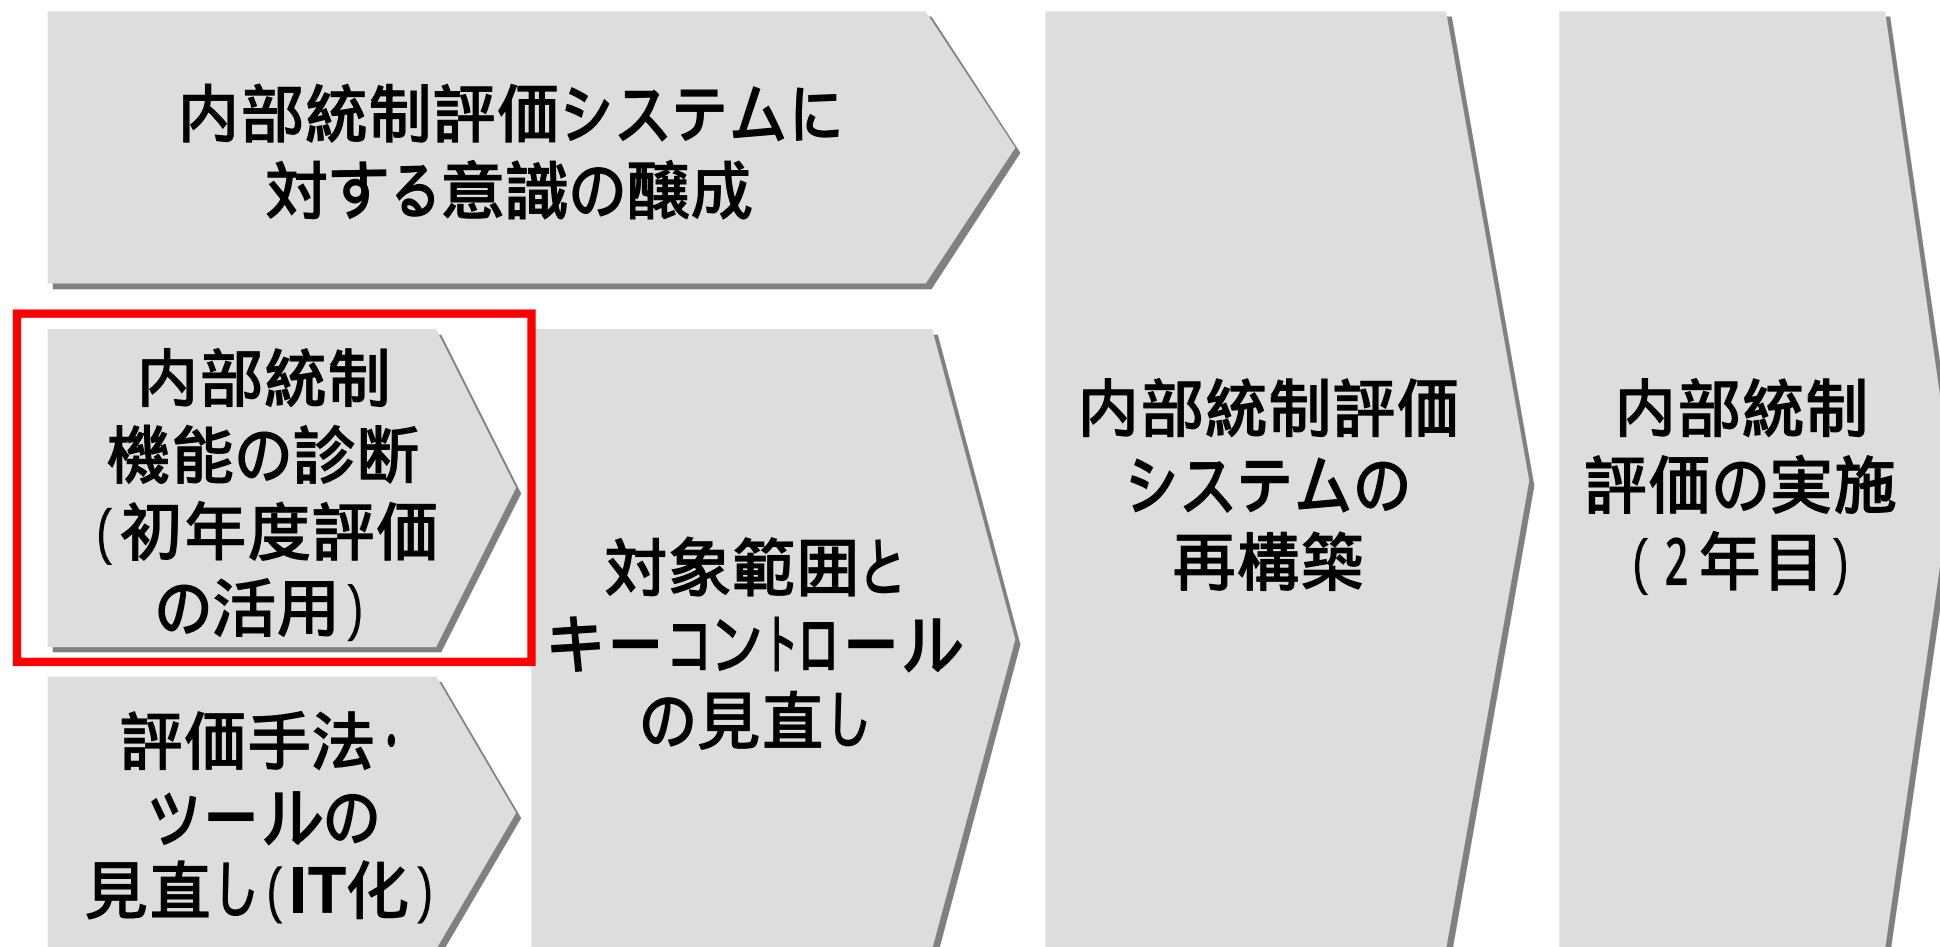 内部統制評価システムに
対する意識の醸成
内部統制
機能の診断
(初年度評価
の活用)
評価手法・
ツールの
見直し(IT化)
対象範囲と
キーコントロール
の見直し
内部統制評価
システムの
再構築
内部統制
評価の実施
(2年目)